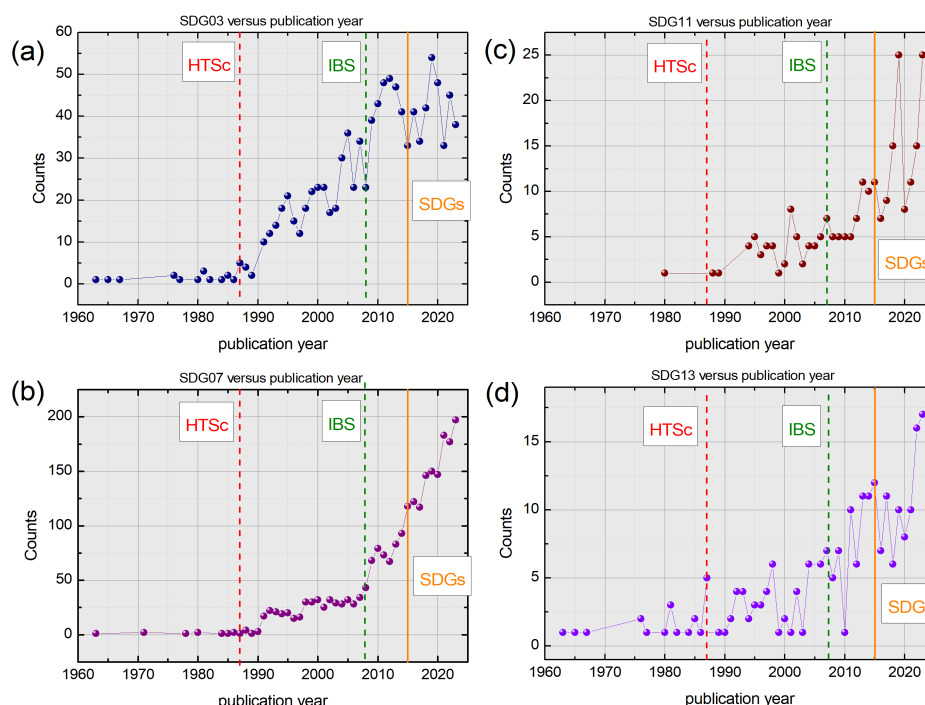 SDG03 versus publication year
(a)
60
50
40
30
20
10
0
Counts
HTSc
IBS
SDGs
1960 1970 1980 1990 2000 2010 2020
publication year
SDG11 versus publication year
(c)
25
20
15
10
5
0
Counts
HTSc
IBS
SDGs
1960 1970 1980 1990 2000 2010 2020
publication year
SDG07 versus publication year
(b)
200
150
100
50
0
Counts
HTSc
IBS
SDGs
1960 1970 1980 1990 2000 2010 2020
publication year
SDG13 versus publication year
(d)
15
10
5
0
Counts
HTSc
IBS
SDG
1960 1970 1980 1990 2000 2010 2020
publication year